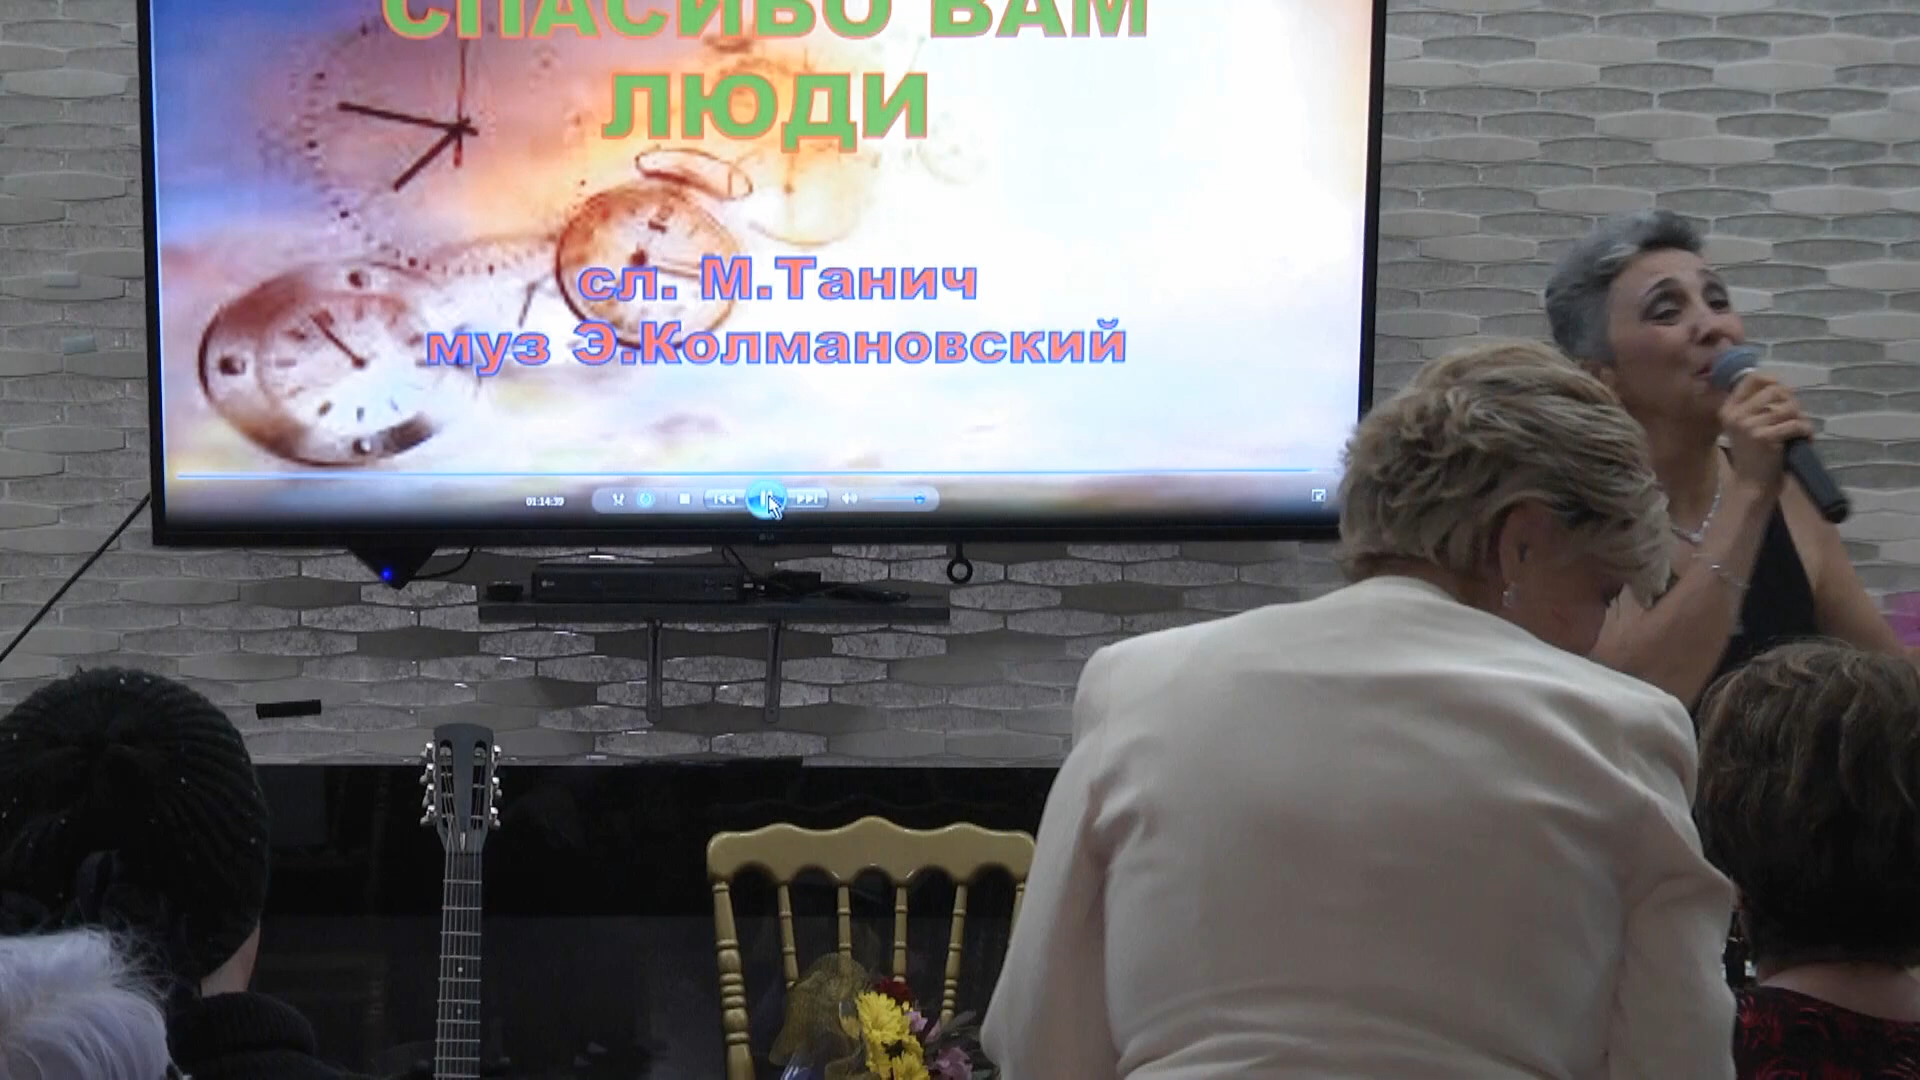 СПАСИБО ВАМ
ЛЮДИ
сл. М.Танич
муз Э.Колмановский
01:14:39